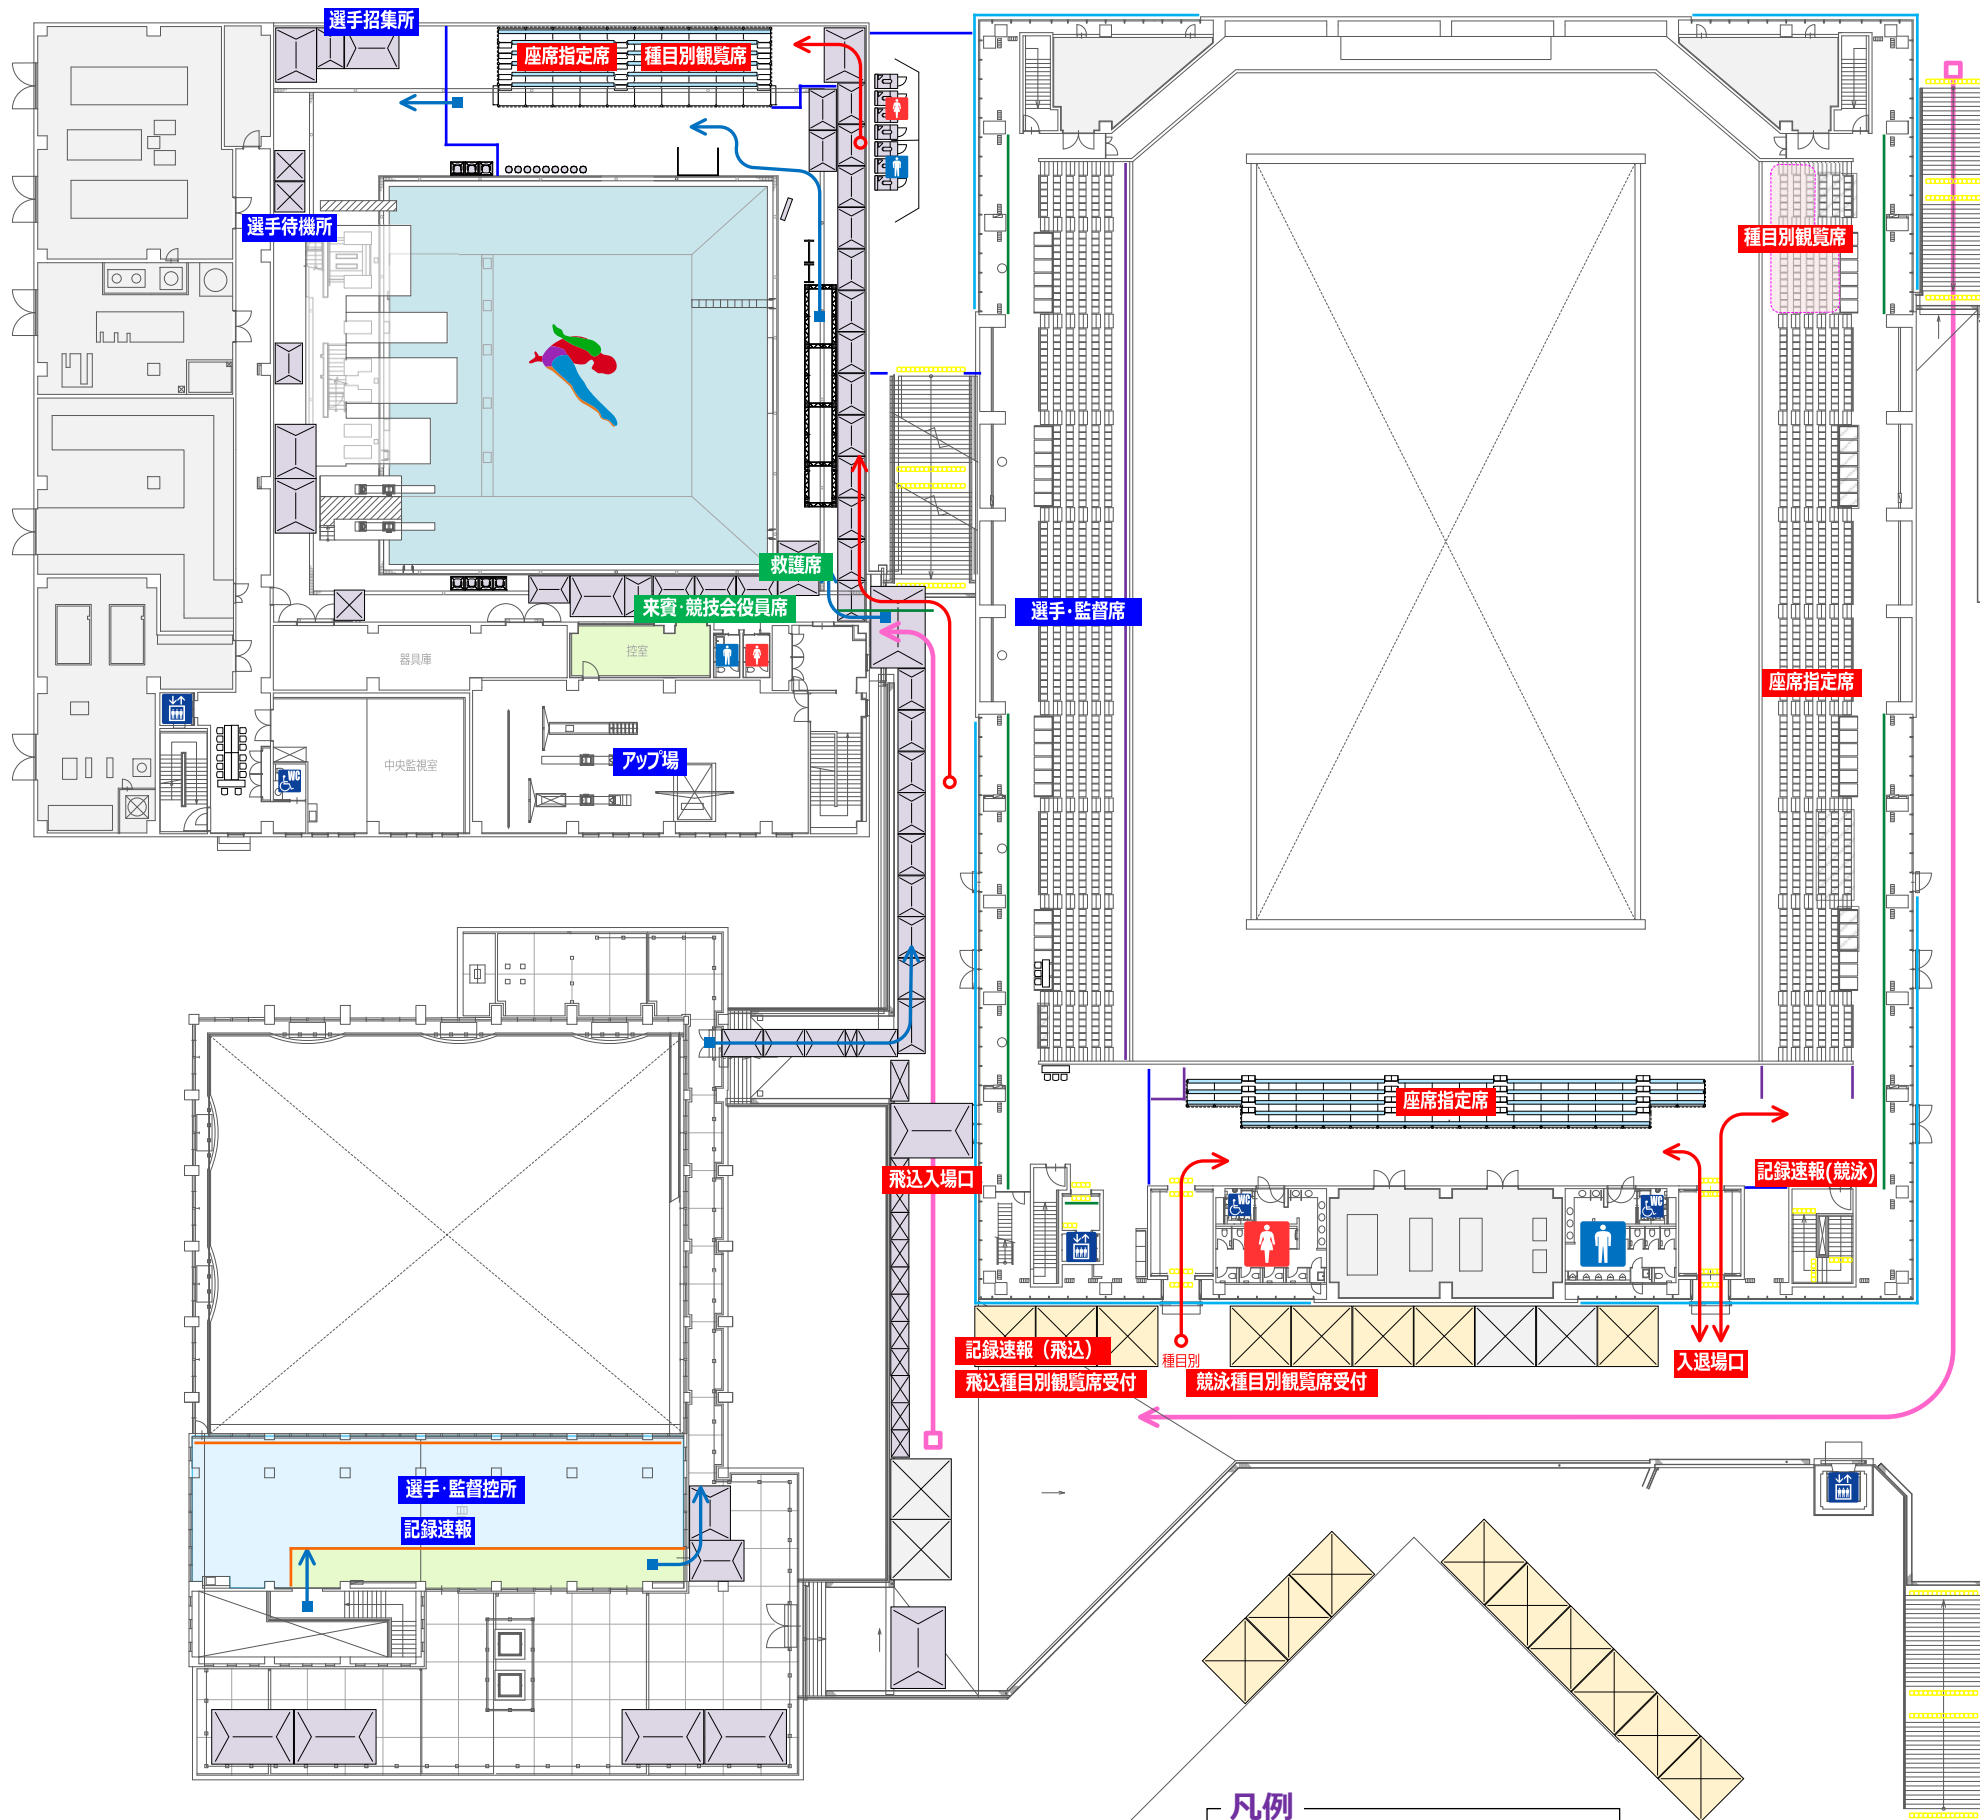 選手招集所
座席指定席
種目別観覧席
選手待機所
種目別観覧席
救護席
来賓・競技会役員席
選手・監督席
器具庫
控室
座席指定席
中央監視室
アップ場
WC
座席指定席
飛込入場口
記録速報(競泳)
WC
WC
記録速報（飛込）
種目別
入退場口
飛込種目別観覧席受付
競泳種目別観覧席受付
選手・監督控所
記録速報
凡例